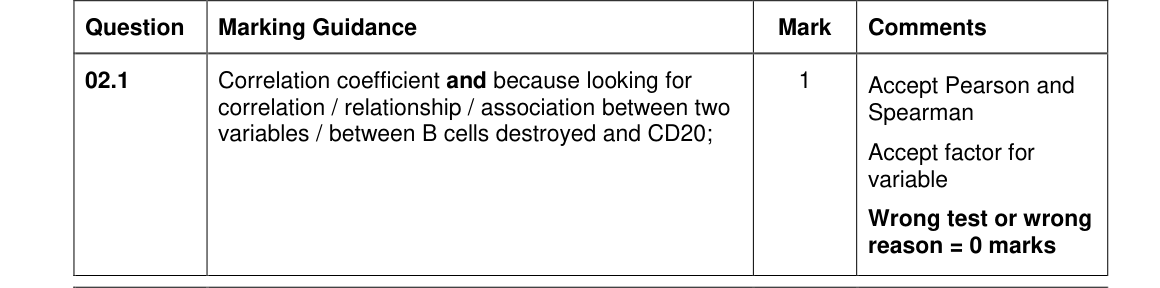 Question Marking Guidance Mark Comments
02.1 Correlation coefficient and because looking for
correlation / relationship / association between two
variables / between B cells destroyed and CD20;
1
Accept Pearson and
Spearman
Accept factor for
variable
Wrong test or wrong
reason = 0 marks